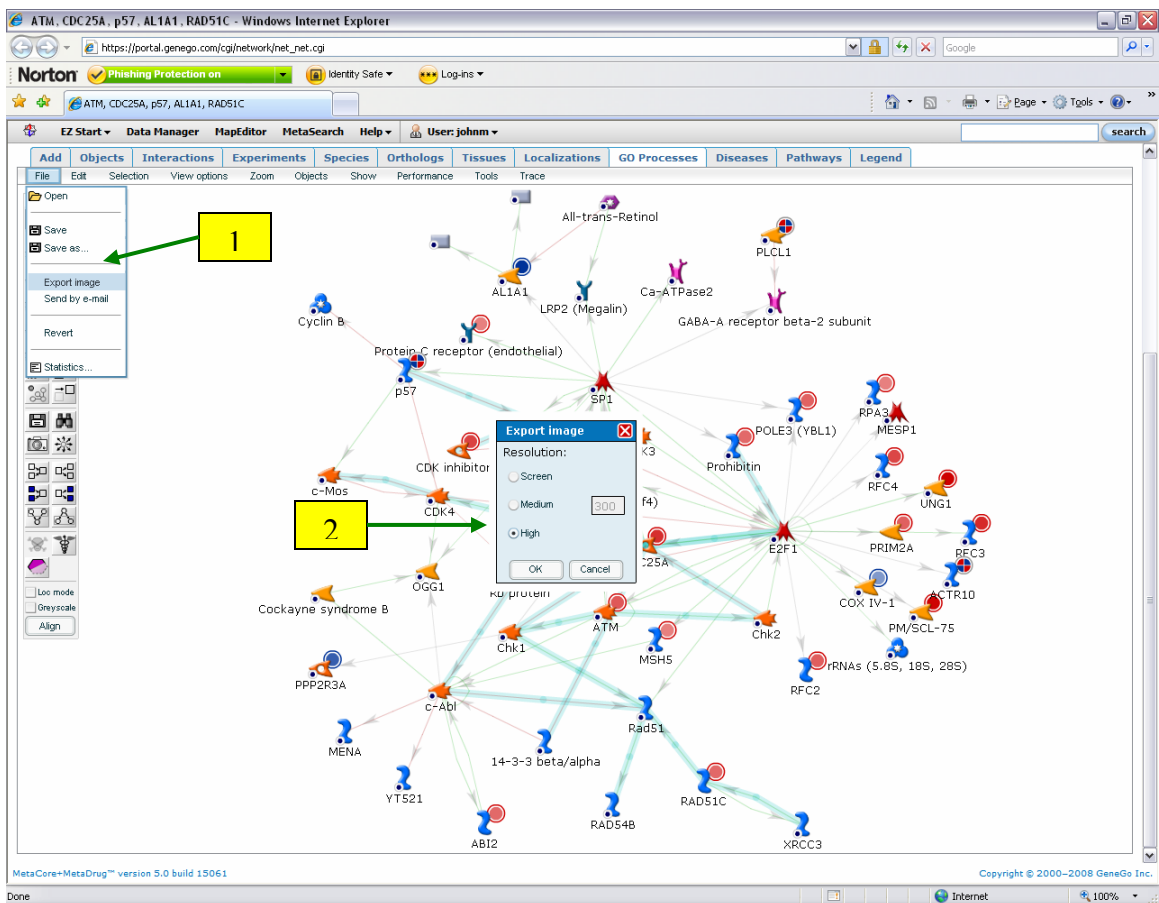 ATM, CDC25A, p57, AL1A1, RAD51C - Windows Internet Explorer
https://portal.genego.com/cgi/network/net_net.cgi
Google
Norton Phishing Protection on Identity Safe Log-ins
ATM, CDC25A, p57, AL1A1, RAD51C
Page Tools
»
EZ Start Data Manager MapEditor MetaSearch Help User: johnm search
Add Objects Interactions Experiments Species Orthologs Tissues Localizations GO Processes Diseases Pathways Legend
File Edit Selection View options Zoom Objects Show Performance Tools Trace
Open
Save
Save as...
Export image
Send by e-mail
Revert
Statistics...
1
All-trans-Retinol
PLCL1
AL1A1
Ca-ATPase2
LRP2 (Megalin)
Cyclin B
GABA-A receptor beta-2 subunit
Protein C receptor (endothelial)
p57
SP1
RPA3
MESP1
POLE3 (YBL1)
Export image
Resolution:
Screen
Medium 300
High
OK Cancel
K3
CDK inhibitor
Prohibitin
c-Mos
RFC4
CDK4
f4)
UNG1
2
E2F1
PRIM2A
RFC3
C25A
OGG1
Rb protein
ACTR10
COX IV-1
Loc mode
Greyscale
Align
Cockayne syndrome B
ATM
Chk2
PM/SCL-75
Chk1
MSH5
rRNAs (5.8S, 18S, 28S)
PPP2R3A
RFC2
c-Abl
Rad51
MENA
14-3-3 beta/alpha
YT521
RAD51C
RAD54B
ABI2
XRCC3
MetaCore+MetaDrug™ version 5.0 build 15061
Copyright © 2000-2008 GeneGo Inc.
Done Internet 100%